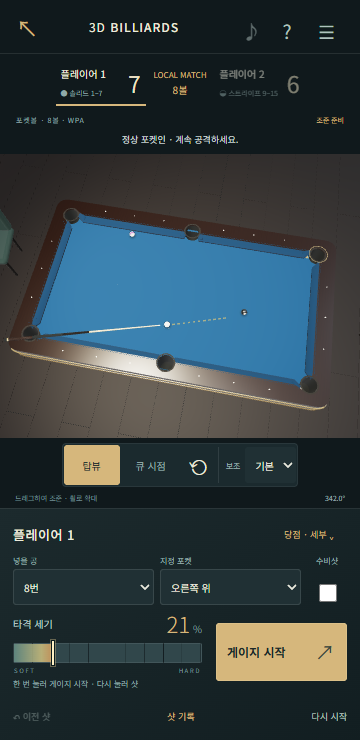 3D BILLIARDS
?
플레이어 1
솔리드 1–7
7
LOCAL MATCH
8볼
플레이어 2
스트라이프 9–15
6
포켓볼 · 8볼 · WPA
조준 준비
정상 포켓인 · 계속 공격하세요.
탑뷰
큐 시점
보조
기본
드래그하여 조준 · 휠로 확대
342.0°
플레이어 1
당점 · 세부
넣을 공
지정 포켓
수비샷
8번
오른쪽 위
타격 세기
21 %
SOFT
HARD
한 번 눌러 게이지 시작 · 다시 눌러 샷
게이지 시작 ↗
↶ 이전 샷
샷 기록
다시 시작